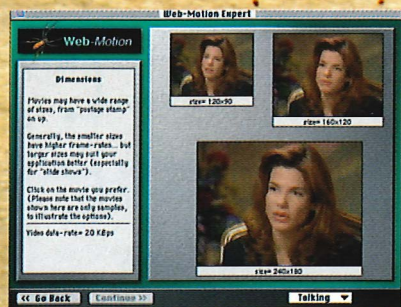 Web-Motion Expert
Web-Motion
Dimensions
Movies may have a wide range
of sizes, from "postage stamp"
on up.
Generally, the smaller sizes
have higher frame-rates... but
larger sizes may suit your
application better (especially
for "slide shows").
Click on the movie you prefer.
(Please note that the movies
shown here are only samples,
to illustrate the options).
Video data-rate= 20 KBps
size= 120x90
size= 160x120
size= 240x180
<< Go Back
Continue >>
Talking